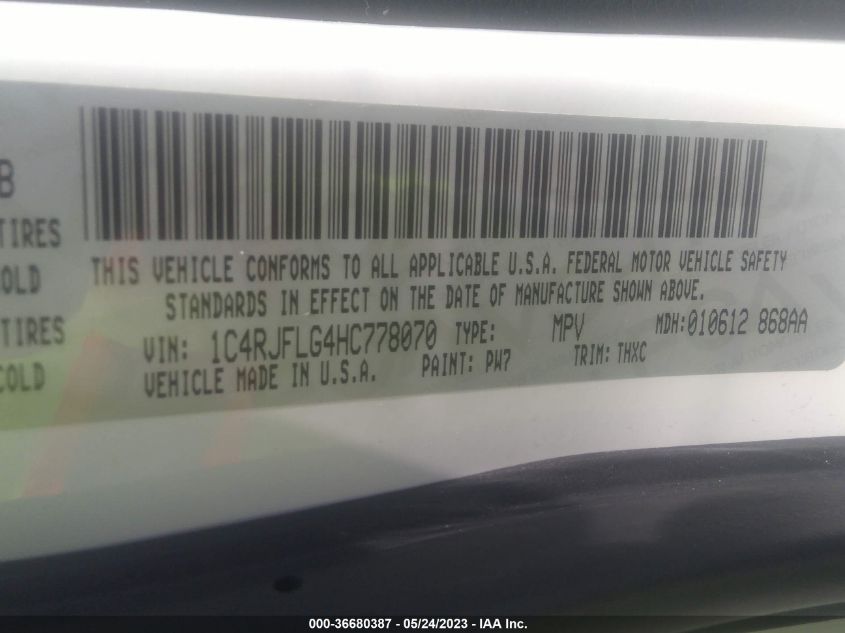 B
TIRES
COLD
TIRES
COLD
THIS VEHICLE CONFORMS TO ALL APPLICABLE U.S.A. FEDERAL MOTOR VEHICLE SAFETY
STANDARDS IN EFFECT ON THE DATE OF MANUFACTURE SHOWN ABOVE.
VIN: 1C4RJFLG4HC778070 TYPE: MPV MDH:010612 868AA
VEHICLE MADE IN U.S.A. PAINT: PW7 TRIM: THXC
000-36680387 - 05/24/2023 - IAA Inc.